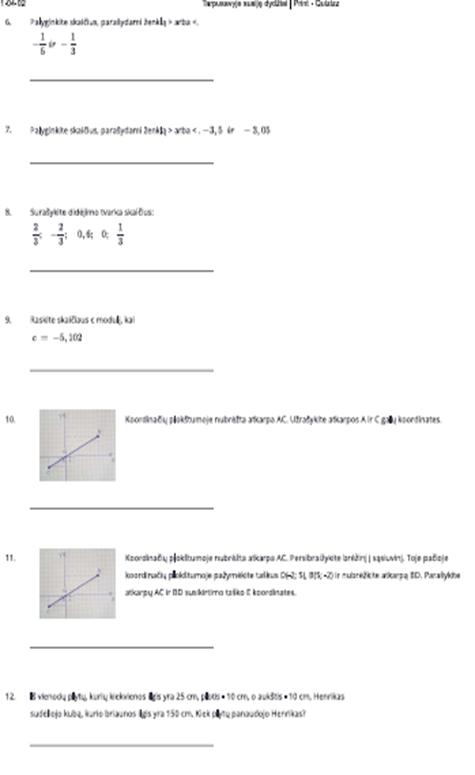 1-04-02 Tarpusavyje susiję dydžiai | Print - Quizizz
6. Palyginkite skaičius, parašydami ženklą > arba <.
-1/5 ir -1/3
7. Palyginkite skaičius, parašydami ženklą > arba < . −3,5 ir −3,05
8. Surašykite didėjimo tvarka skaičius:
2/3; -2/3; 0,6; 0; 1/3
9. Raskite skaičiaus c modulį, kai
c = −5,102
10. Koordinačių plokštumoje nubrėžta atkarpa AC. Užrašykite atkarpos A ir C galų koordinates.
11. Koordinačių plokštumoje nubrėžta atkarpa AC. Persibraižykite brėžinį į sąsiuvinį. Toje pačioje
koordinačių plokštumoje pažymėkite taškus D(-2; 5), B(5; -2) ir nubrėžkite atkarpą BD. Parašykite
atkarpų AC ir BD susikirtimo taško E koordinates.
12. Iš vienodų plytų, kurių kiekvienos ilgis yra 25 cm, plotis • 10 cm, o aukštis • 10 cm, Henrikas
sudėliojo kubą, kurio briaunos ilgis yra 150 cm. Kiek plytų panaudojo Henrikas?